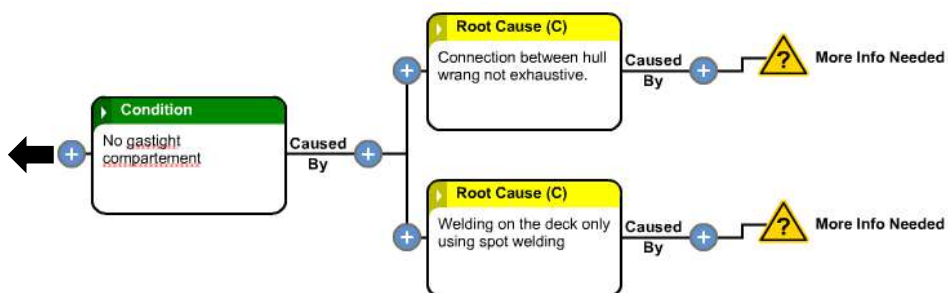 Root Cause (C)
Connection between hull
wrang not exhaustive.
Caused
By
?
More Info Needed
Condition
No gastight
compartement
Caused
By
Root Cause (C)
Welding on the deck only
using spot welding
Caused
By
?
More Info Needed